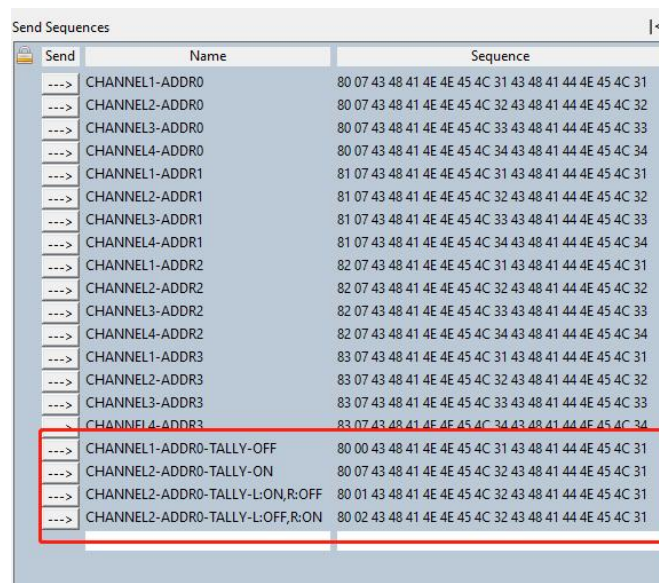 Send Sequences
Send Name Sequence
---> CHANNEL1-ADDR0 80 07 43 48 41 4E 4E 45 4C 31 43 48 41 44 4E 45 4C 31
---> CHANNEL2-ADDR0 80 07 43 48 41 4E 4E 45 4C 32 43 48 41 44 4E 45 4C 32
---> CHANNEL3-ADDR0 80 07 43 48 41 4E 4E 45 4C 33 43 48 41 44 4E 45 4C 33
---> CHANNEL4-ADDR0 80 07 43 48 41 4E 4E 45 4C 34 43 48 41 44 4E 45 4C 34
---> CHANNEL1-ADDR1 81 07 43 48 41 4E 4E 45 4C 31 43 48 41 44 4E 45 4C 31
---> CHANNEL2-ADDR1 81 07 43 48 41 4E 4E 45 4C 32 43 48 41 44 4E 45 4C 32
---> CHANNEL3-ADDR1 81 07 43 48 41 4E 4E 45 4C 33 43 48 41 44 4E 45 4C 33
---> CHANNEL4-ADDR1 81 07 43 48 41 4E 4E 45 4C 34 43 48 41 44 4E 45 4C 34
---> CHANNEL1-ADDR2 82 07 43 48 41 4E 4E 45 4C 31 43 48 41 44 4E 45 4C 31
---> CHANNEL2-ADDR2 82 07 43 48 41 4E 4E 45 4C 32 43 48 41 44 4E 45 4C 32
---> CHANNEL3-ADDR2 82 07 43 48 41 4E 4E 45 4C 33 43 48 41 44 4E 45 4C 33
---> CHANNEL4-ADDR2 82 07 43 48 41 4E 4E 45 4C 34 43 48 41 44 4E 45 4C 34
---> CHANNEL1-ADDR3 83 07 43 48 41 4E 4E 45 4C 31 43 48 41 44 4E 45 4C 31
---> CHANNEL2-ADDR3 83 07 43 48 41 4E 4E 45 4C 32 43 48 41 44 4E 45 4C 32
---> CHANNEL3-ADDR3 83 07 43 48 41 4E 4E 45 4C 33 43 48 41 44 4E 45 4C 33
---> CHANNEL4-ADDR3 83 07 43 48 41 4E 4E 45 4C 34 43 48 41 44 4E 45 4C 34
---> CHANNEL1-ADDR0-TALLY-OFF 80 00 43 48 41 4E 4E 45 4C 31 43 48 41 44 4E 45 4C 31
---> CHANNEL2-ADDR0-TALLY-ON 80 07 43 48 41 4E 4E 45 4C 32 43 48 41 44 4E 45 4C 31
---> CHANNEL2-ADDR0-TALLY-L:ON,R:OFF 80 01 43 48 41 4E 4E 45 4C 32 43 48 41 44 4E 45 4C 31
---> CHANNEL2-ADDR0-TALLY-L:OFF,R:ON 80 02 43 48 41 4E 4E 45 4C 32 43 48 41 44 4E 45 4C 31